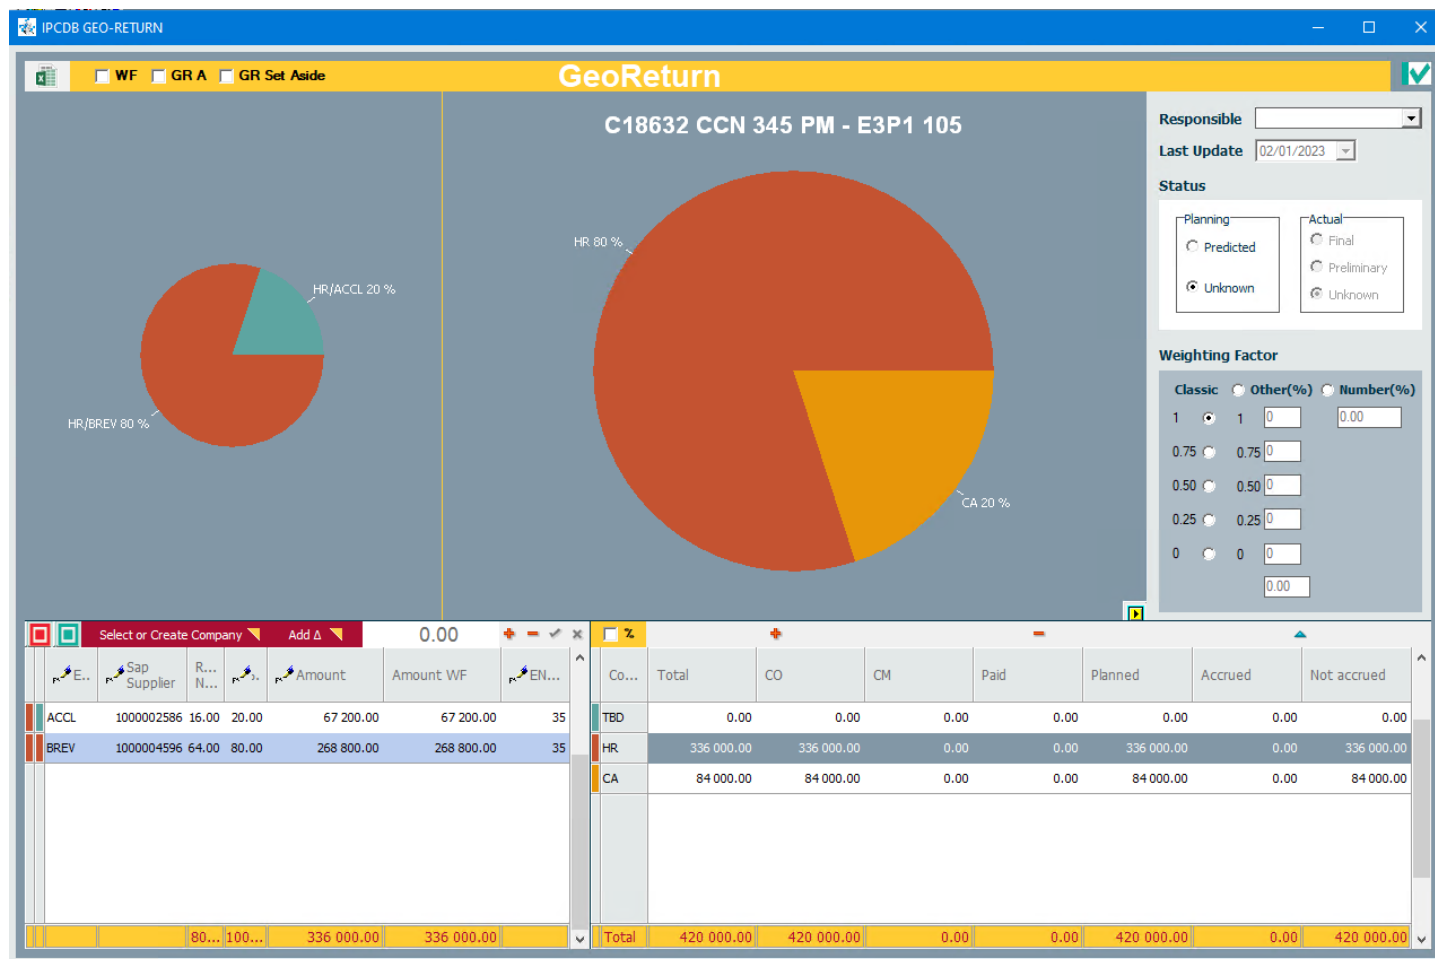 IPCDB GEO-RETURN
WF GR A GR Set Aside GeoReturn
C18632 CCN 345 PM - E3P1 105
HR 80 %
HR/ACCL 20 %
HR/BREV 80 %
CA 20 %
Responsible
Last Update 02/01/2023
Status
Planning Actual
Predicted Final
Preliminary
Unknown Unknown
Weighting Factor
Classic Other(%) Number(%)
1 1 0 0.00
0.75 0.75 0
0.50 0.50 0
0.25 0.25 0
0 0 0
0.00
Select or Create Company Add Δ 0.00 %
E.. Sap Supplier R... N... .. Amount Amount WF EN... Co... Total CO CM Paid Planned Accrued Not accrued
ACCL 1000002586 16.00 20.00 67 200.00 67 200.00 35 TBD 0.00 0.00 0.00 0.00 0.00 0.00 0.00
BREV 1000004596 64.00 80.00 268 800.00 268 800.00 35 HR 336 000.00 336 000.00 0.00 0.00 336 000.00 0.00 336 000.00
CA 84 000.00 84 000.00 0.00 0.00 84 000.00 0.00 84 000.00
80... 100... 336 000.00 336 000.00 Total 420 000.00 420 000.00 0.00 0.00 420 000.00 0.00 420 000.00